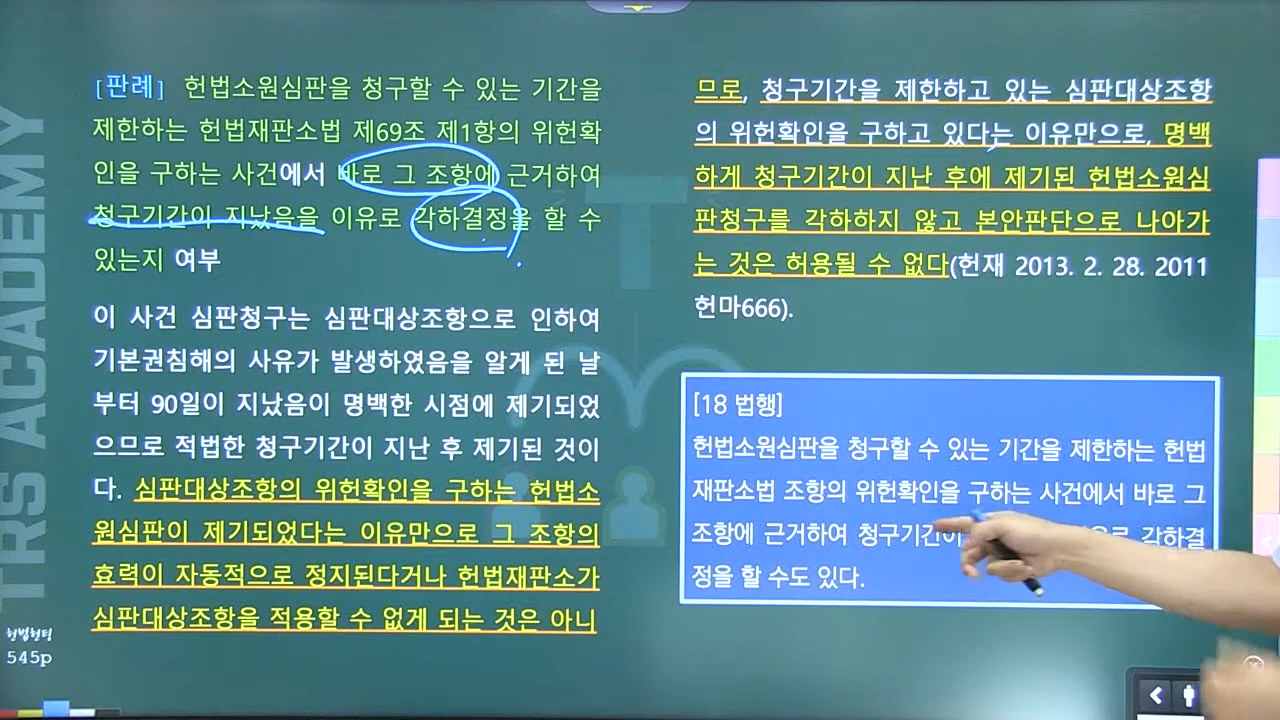 [판례] 헌법소원심판을 청구할 수 있는 기간을
제한하는 헌법재판소법 제69조 제1항의 위헌확
인을 구하는 사건에서 바로 그 조항에 근거하여
청구기간이 지났음을 이유로 각하결정을 할 수
있는지 여부
이 사건 심판청구는 심판대상조항으로 인하여
기본권침해의 사유가 발생하였음을 알게 된 날
부터 90일이 지났음이 명백한 시점에 제기되었
으므로 적법한 청구기간이 지난 후 제기된 것이
다. 심판대상조항의 위헌확인을 구하는 헌법소
원심판이 제기되었다는 이유만으로 그 조항의
효력이 자동적으로 정지된다거나 헌법재판소가
심판대상조항을 적용할 수 없게 되는 것은 아니
므로, 청구기간을 제한하고 있는 심판대상조항
의 위헌확인을 구하고 있다는 이유만으로, 명백
하게 청구기간이 지난 후에 제기된 헌법소원심
판청구를 각하하지 않고 본안판단으로 나아가
는 것은 허용될 수 없다(헌재 2013. 2. 28. 2011
헌마666).
[18 법행]
헌법소원심판을 청구할 수 있는 기간을 제한하는 헌법
재판소법 조항의 위헌확인을 구하는 사건에서 바로 그
조항에 근거하여 청구기간이 각하결
정을 할 수도 있다.
TRS ACADEMY
헌법헌팅
545p